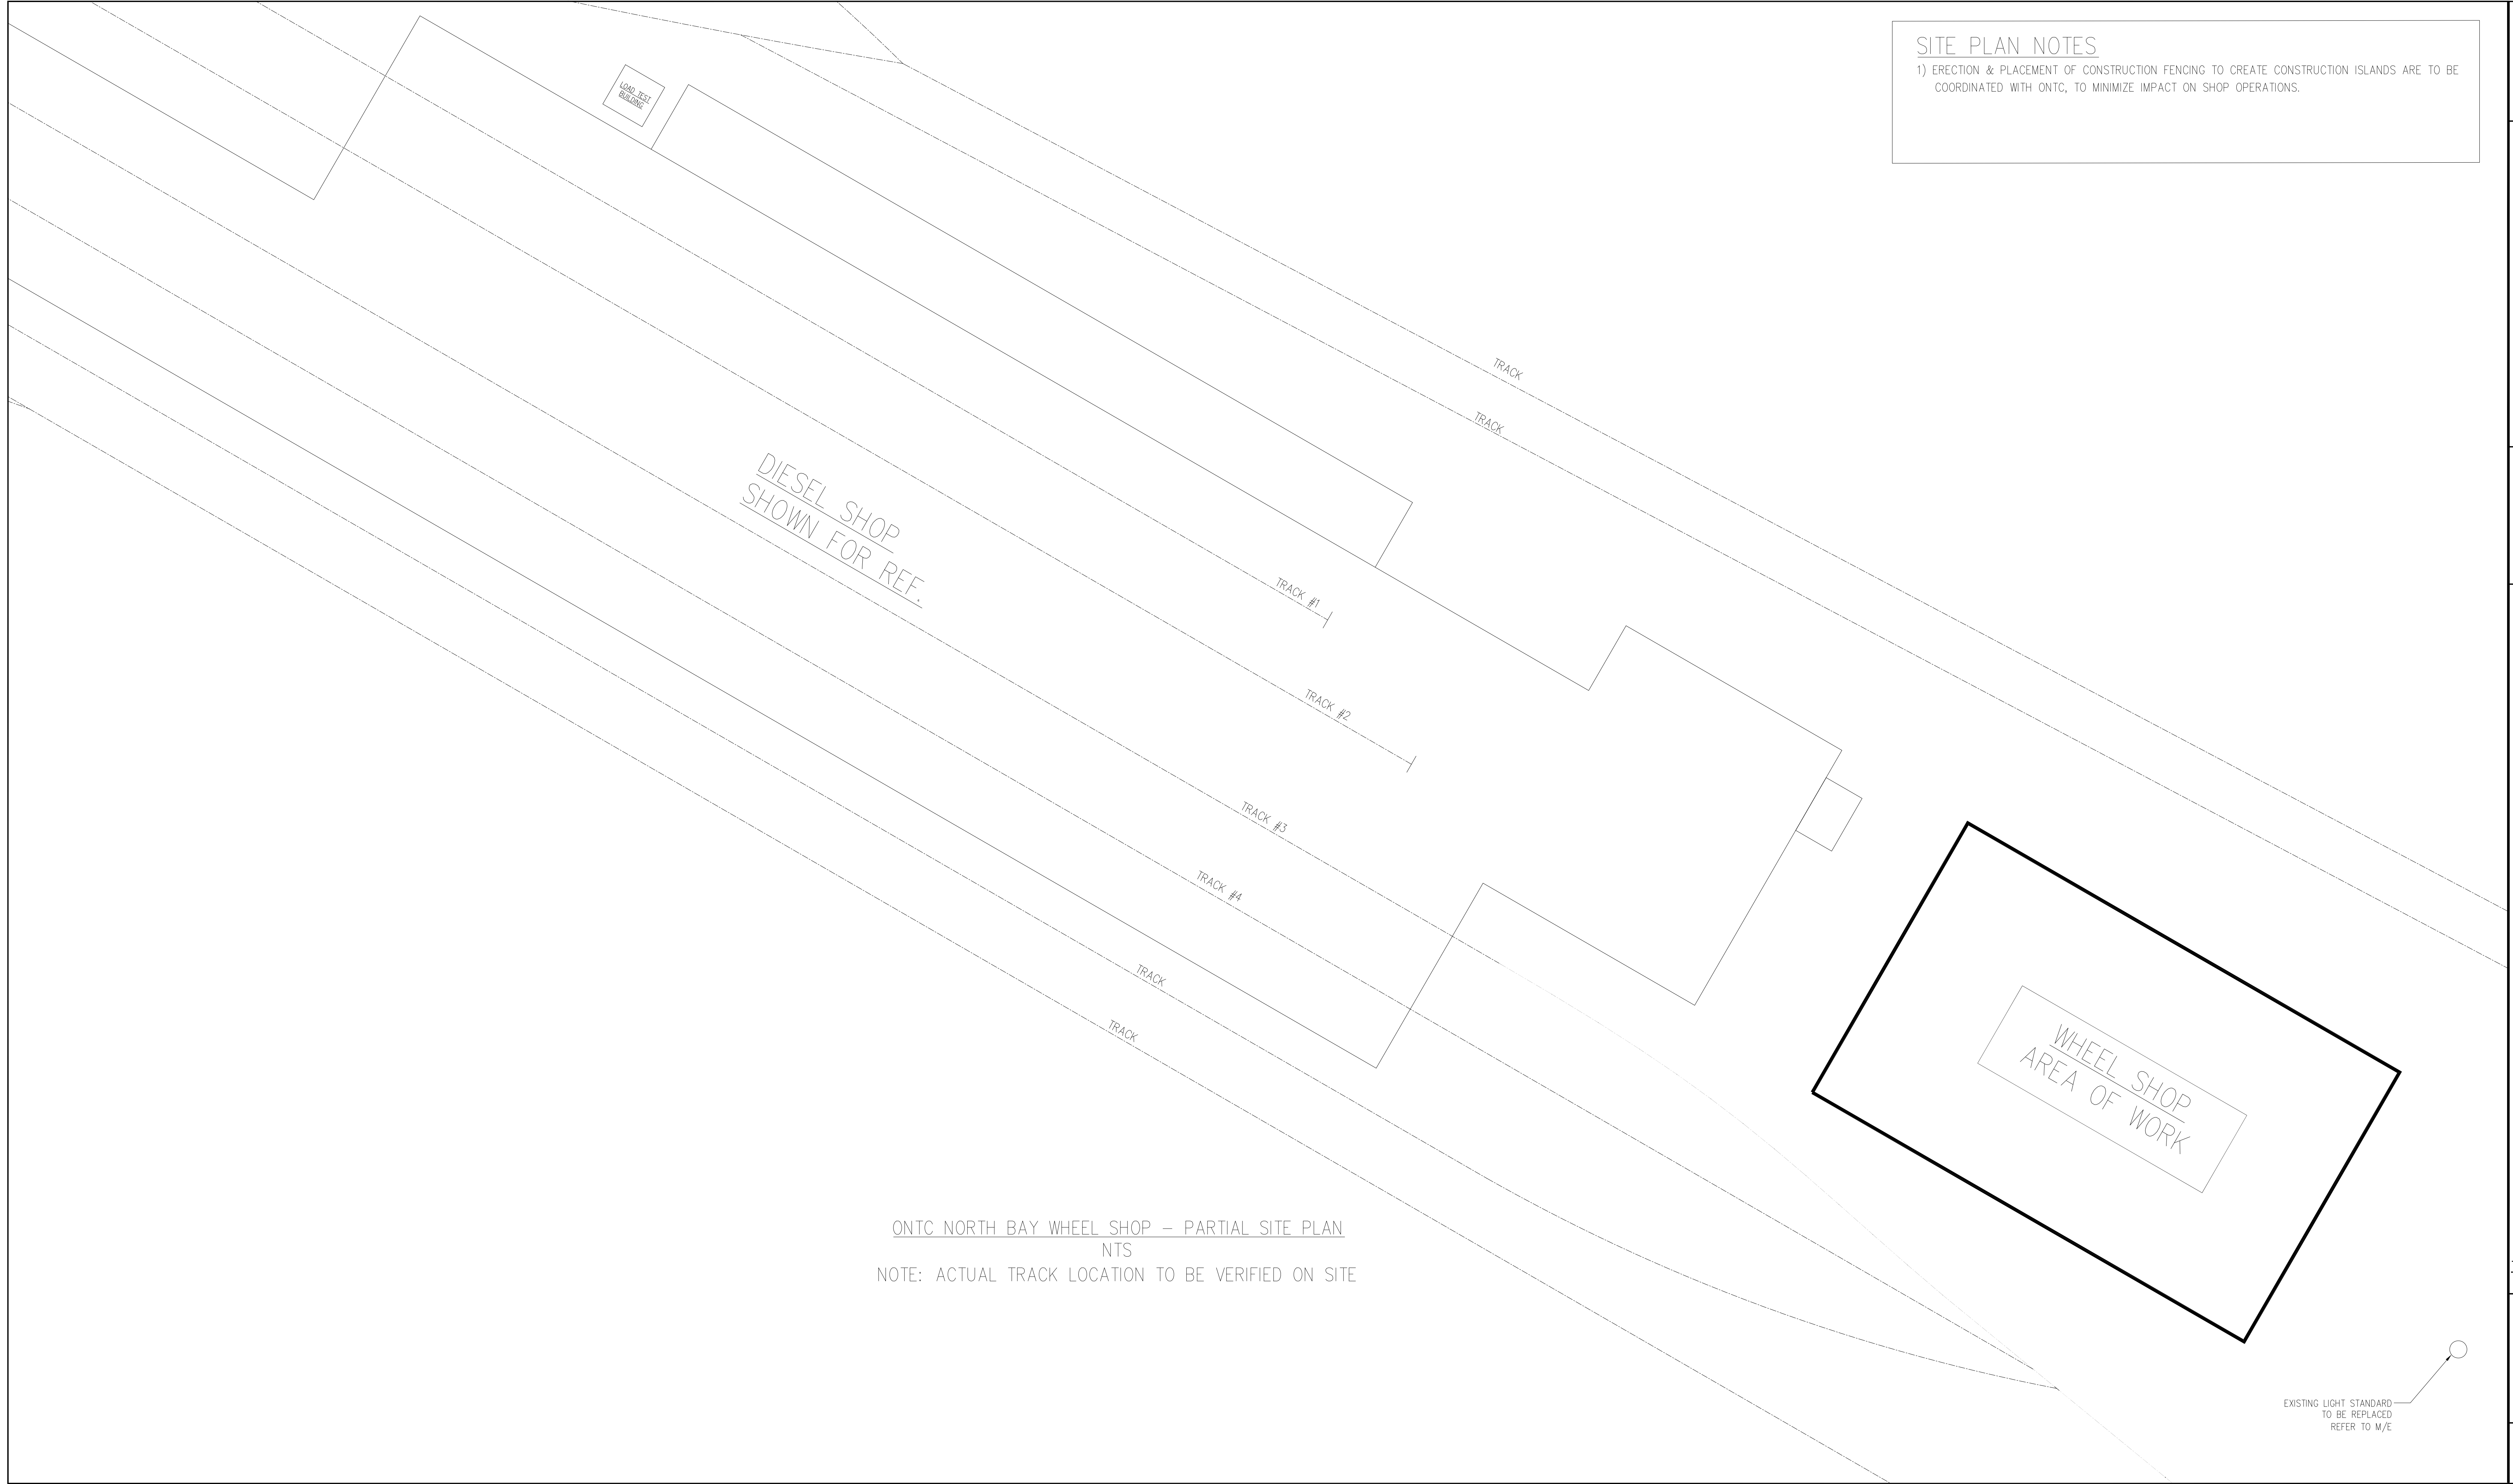 SITE PLAN NOTES
1) ERECTION & PLACEMENT OF CONSTRUCTION FENCING TO CREATE CONSTRUCTION ISLANDS ARE TO BE
COORDINATED WITH ONTC, TO MINIMIZE IMPACT ON SHOP OPERATIONS.
LOAD TEST
BUILDING
TRACK
TRACK
DIESEL SHOP
SHOWN FOR REF.
TRACK #1
TRACK #2
TRACK #3
TRACK #4
TRACK
TRACK
WHEEL SHOP
AREA OF WORK
ONTC NORTH BAY WHEEL SHOP – PARTIAL SITE PLAN
NTS
NOTE: ACTUAL TRACK LOCATION TO BE VERIFIED ON SITE
EXISTING LIGHT STANDARD
TO BE REPLACED
REFER TO M/E